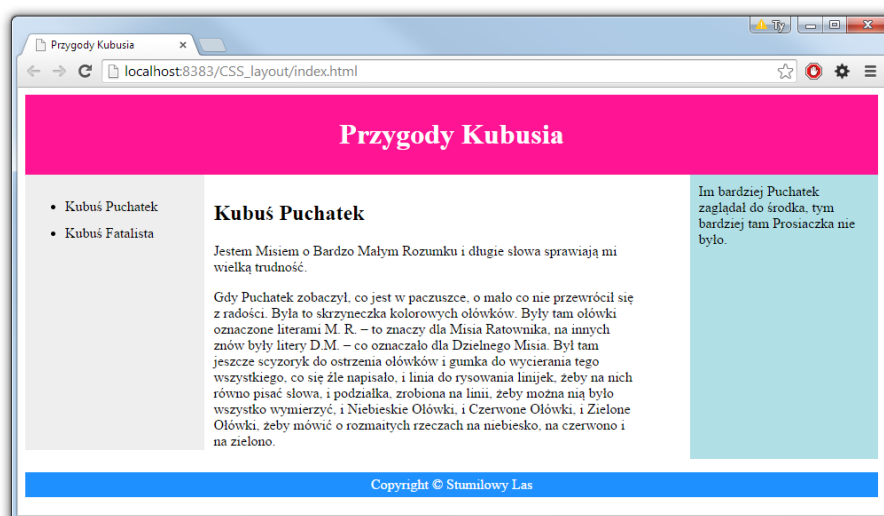 Ty
Przygody Kubusia
localhost:8383/CSS_layout/index.html
Przygody Kubusia
Kubuś Puchatek
Kubuś Fatalista
Kubuś Puchatek
Jestem Misiem o Bardzo Małym Rozumku i długie słowa sprawiają mi
wielką trudność.
Gdy Puchatek zobaczył, co jest w paczuszce, o mało co nie przewrócił się
z radości. Była to skrzyneczka kolorowych ołówków. Były tam ołówki
oznaczone literami M. R. – to znaczy dla Misia Ratownika, na innych
znów były litery D.M. – co oznaczało dla Dzielnego Misia. Był tam
jeszcze scyzoryk do ostrzenia ołówków i gumka do wycierania tego
wszystkiego, co się źle napisało, i linia do rysowania linijek, żeby na nich
równo pisać słowa, i podziałka, zrobiona na linii, żeby można nią było
wszystko wymierzyć, i Niebieskie Ołówki, i Czerwone Ołówki, i Zielone
Ołówki, żeby mówić o rozmaitych rzeczach na niebiesko, na czerwono i
na zielono.
Im bardziej Puchatek
zaglądał do środka, tym
bardziej tam Prosiaczka nie
było.
Copyright © Stumilowy Las